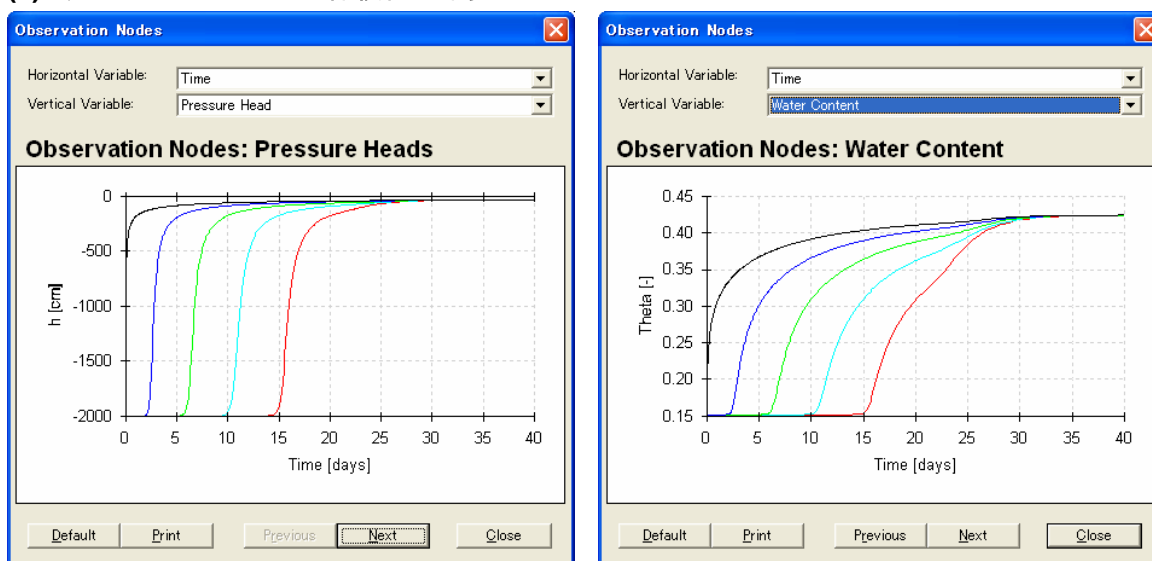 Observation Nodes
Horizontal Variable: Time
Vertical Variable: Pressure Head
Observation Nodes: Pressure Heads
0
-500
-1000
-1500
-2000
h [cm]
0 5 10 15 20 25 30 35 40
Time [days]
Default Print Previous Next Close
Observation Nodes
Horizontal Variable: Time
Vertical Variable: Water Content
Observation Nodes: Water Content
0.45
0.40
0.35
0.30
0.25
0.20
0.15
Theta [-]
0 5 10 15 20 25 30 35 40
Time [days]
Default Print Previous Next Close